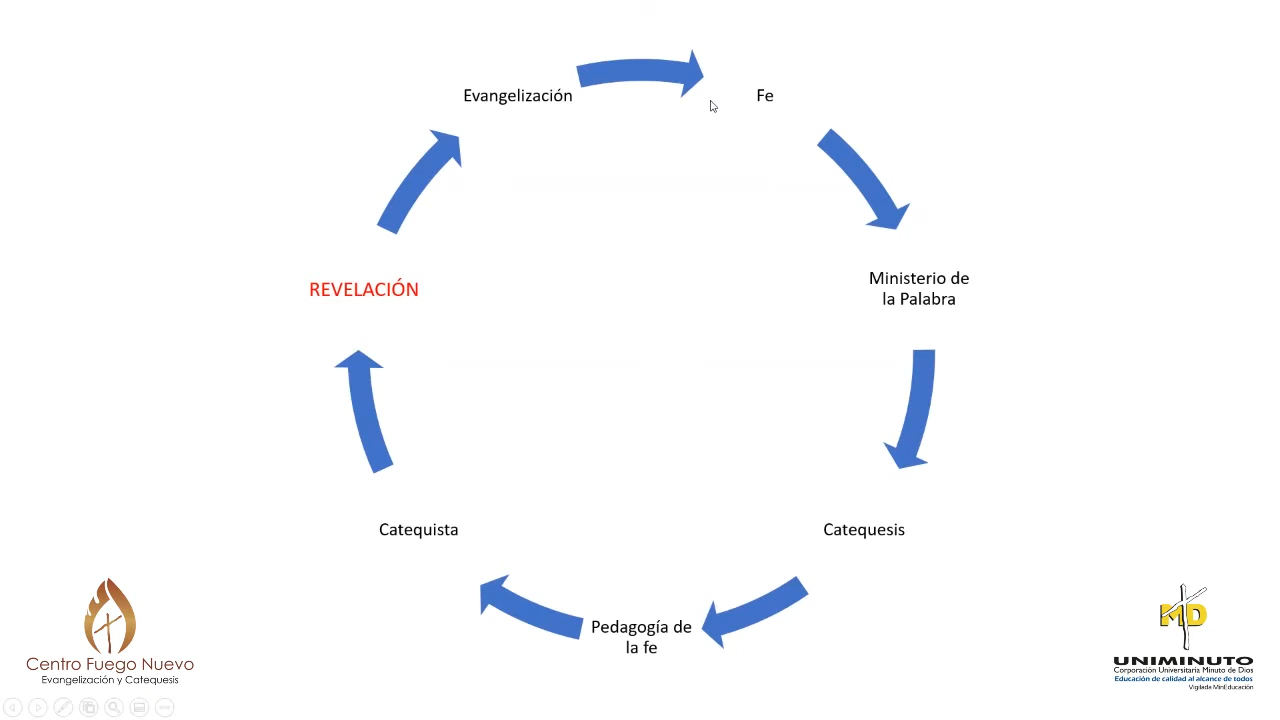 Evangelización
Fe
REVELACIÓN
Ministerio de
la Palabra
Catequista
Catequesis
Pedagogía de
la fe
Centro Fuego Nuevo
Evangelización y Catequesis
MD
UNIMINUTO
Corporación Universitaria Minuto de Dios
Educación de calidad al alcance de todos
Vigilada MinEducación